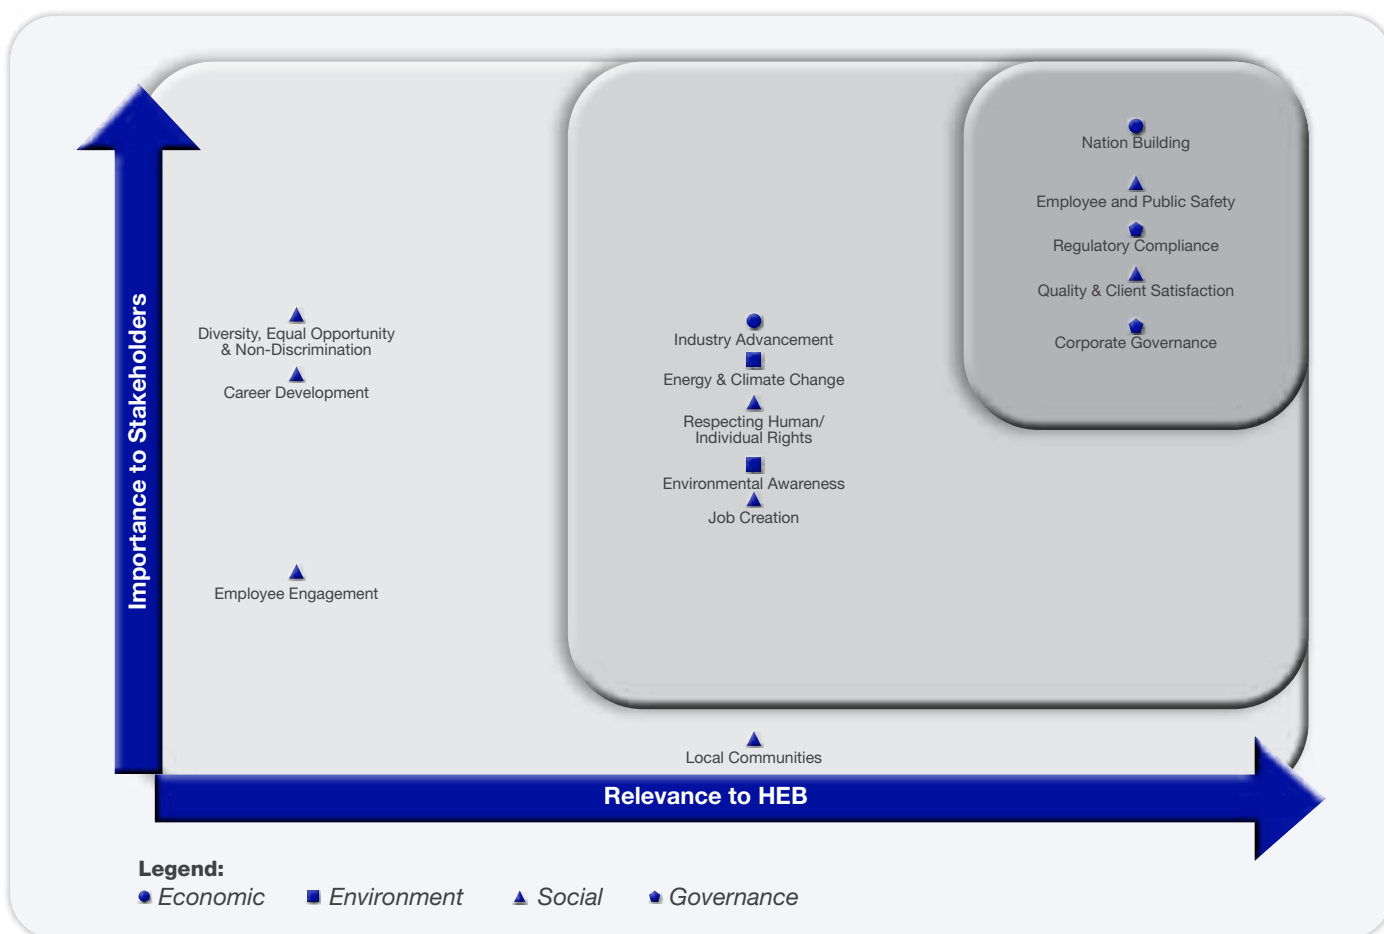 Importance to Stakeholders
Nation Building
Employee and Public Safety
Regulatory Compliance
Quality & Client Satisfaction
Corporate Governance
Diversity, Equal Opportunity
& Non-Discrimination
Career Development
Employee Engagement
Industry Advancement
Energy & Climate Change
Respecting Human/
Individual Rights
Environmental Awareness
Job Creation
Local Communities
Relevance to HEB
Legend:
Economic
Environment
Social
Governance